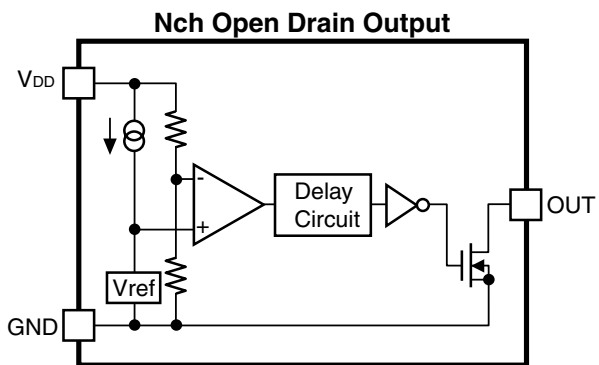 Nch Open Drain Output
VDD
-
+
Delay
Circuit
OUT
Vref
GND